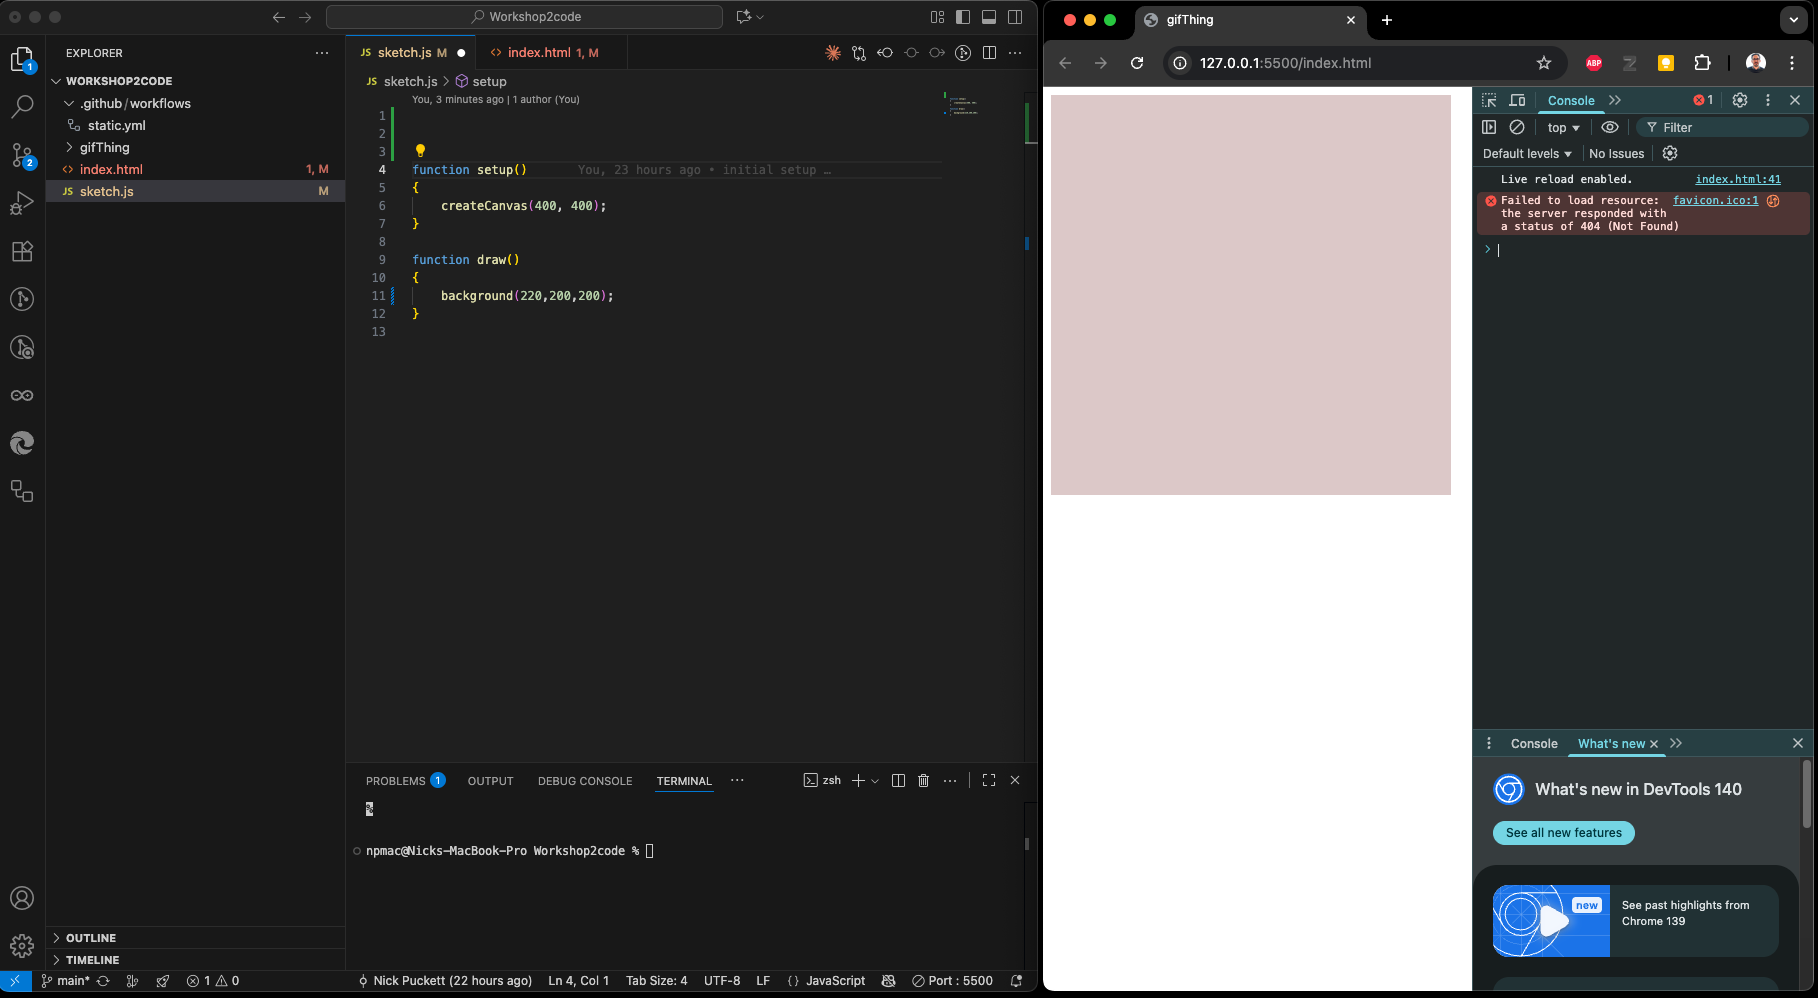 Workshop2code
EXPLORER
WORKSHOP2CODE
.github/workflows
static.yml
gifThing
index.html 1, M
JS sketch.js M
OUTLINE
TIMELINE
1
2
JS sketch.js M
index.html 1, M
JS sketch.js > setup
You, 3 minutes ago | 1 author (You)
1
2
3
4 function setup() You, 23 hours ago • initial setup …
5 {
6 createCanvas(400, 400);
7 }
8
9 function draw()
10 {
11 background(220,200,200);
12 }
13
PROBLEMS 1 OUTPUT DEBUG CONSOLE TERMINAL
zsh
%
npmac@Nicks-MacBook-Pro Workshop2code %
main* 1 0
Nick Puckett (22 hours ago) Ln 4, Col 1 Tab Size: 4 UTF-8 LF {} JavaScript Port : 5500
gifThing
127.0.0.1:5500/index.html
ABP
Console 1
top Filter
Default levels No Issues
Live reload enabled. index.html:41
Failed to load resource: favicon.ico:1
the server responded with
a status of 404 (Not Found)
Console What's new
What's new in DevTools 140
See all new features
new
See past highlights from
Chrome 139